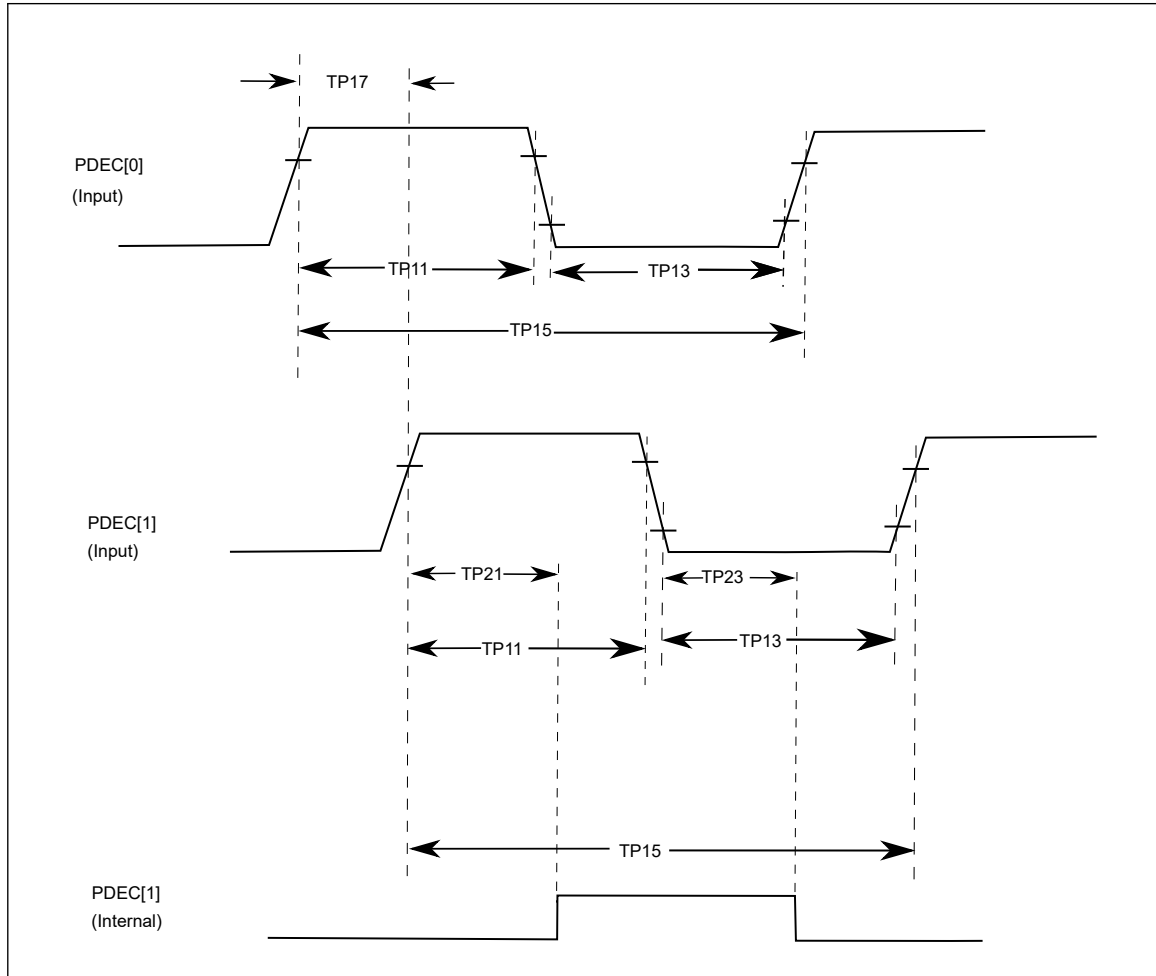 TP17
PDEC[0]
(Input)
TP11
TP13
TP15
PDEC[1]
(Input)
TP21
TP23
TP11
TP13
TP15
PDEC[1]
(Internal)